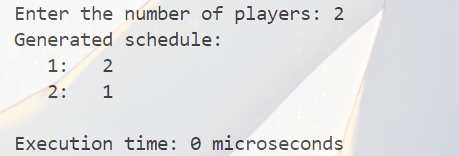 Enter the number of players: 2
Generated schedule:
1: 2
2: 1
Execution time: 0 microseconds